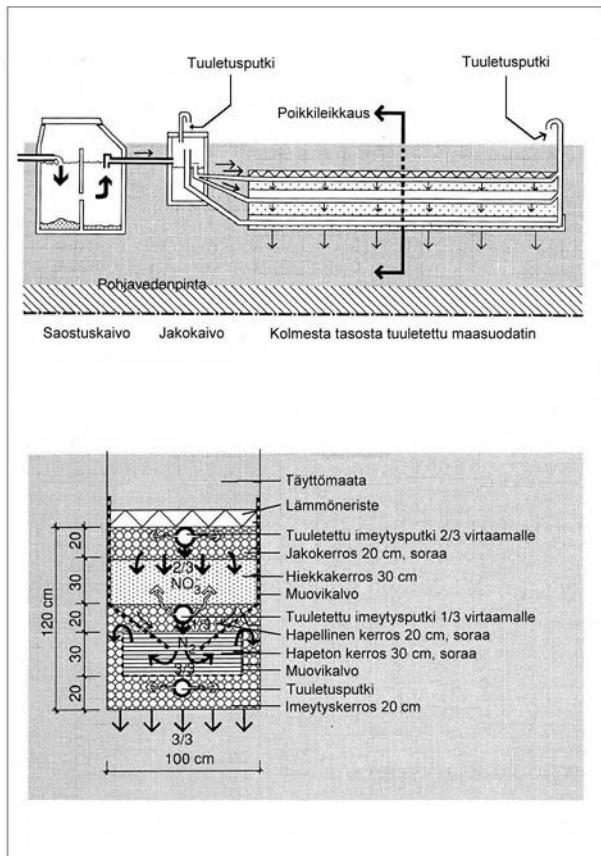 Tuuletusputki
Tuuletusputki
Poikkileikkaus
Pohjavedenpinta
Saostuskaivo
Jakokaivo
Kolmesta tasosta tuuletettu maasuodatin
Täyttömaata
Lämmöneriste
Tuuletettu imeytysputki 2/3 virtaamalle
Jakokerros 20 cm, soraa
Hiekkakerros 30 cm
Muovikalvo
Tuuletettu imeytysputki 1/3 virtaamalle
Hapellinen kerros 20 cm, soraa
Hapeton kerros 30 cm, soraa
Muovikalvo
Tuuletusputki
Imeytyskerros 20 cm
120 cm
20
30
20
30
20
2/3
NO3
1/3
N2
3/3
3/3
100 cm